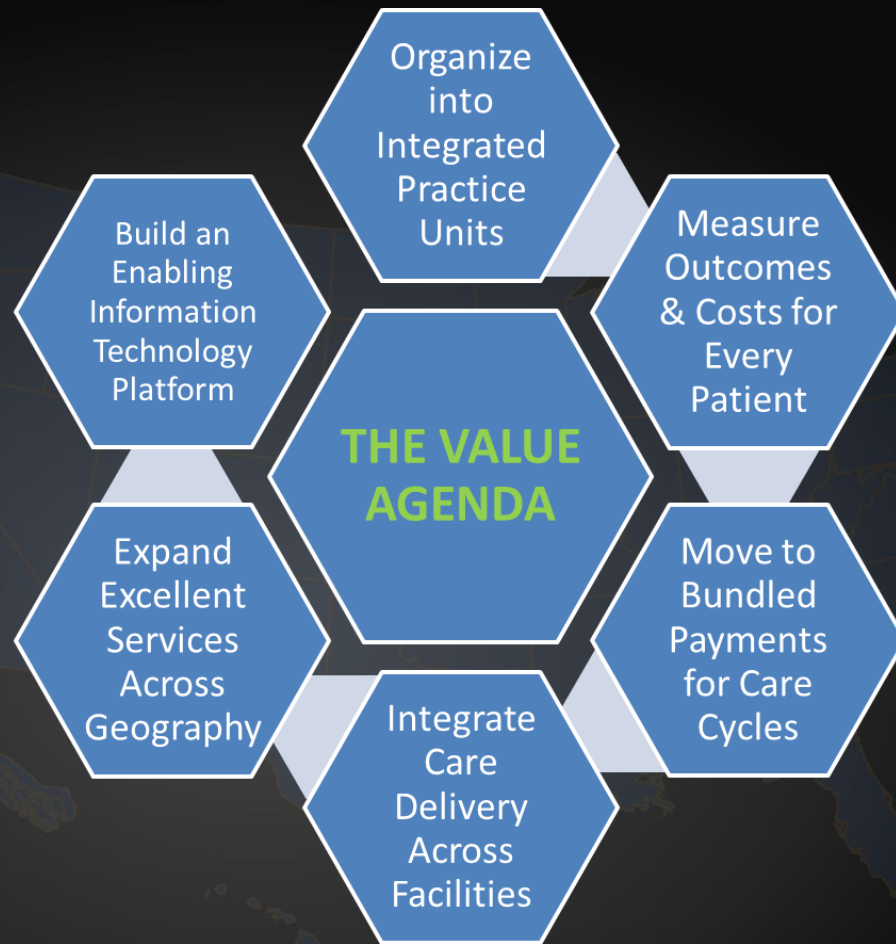 Organize
into
Integrated
Practice
Units
Measure
Outcomes
& Costs for
Every
Patient
Move to
Bundled
Payments
for Care
Cycles
Integrate
Care
Delivery
Across
Facilities
Expand
Excellent
Services
Across
Geography
Build an
Enabling
Information
Technology
Platform
THE VALUE
AGENDA